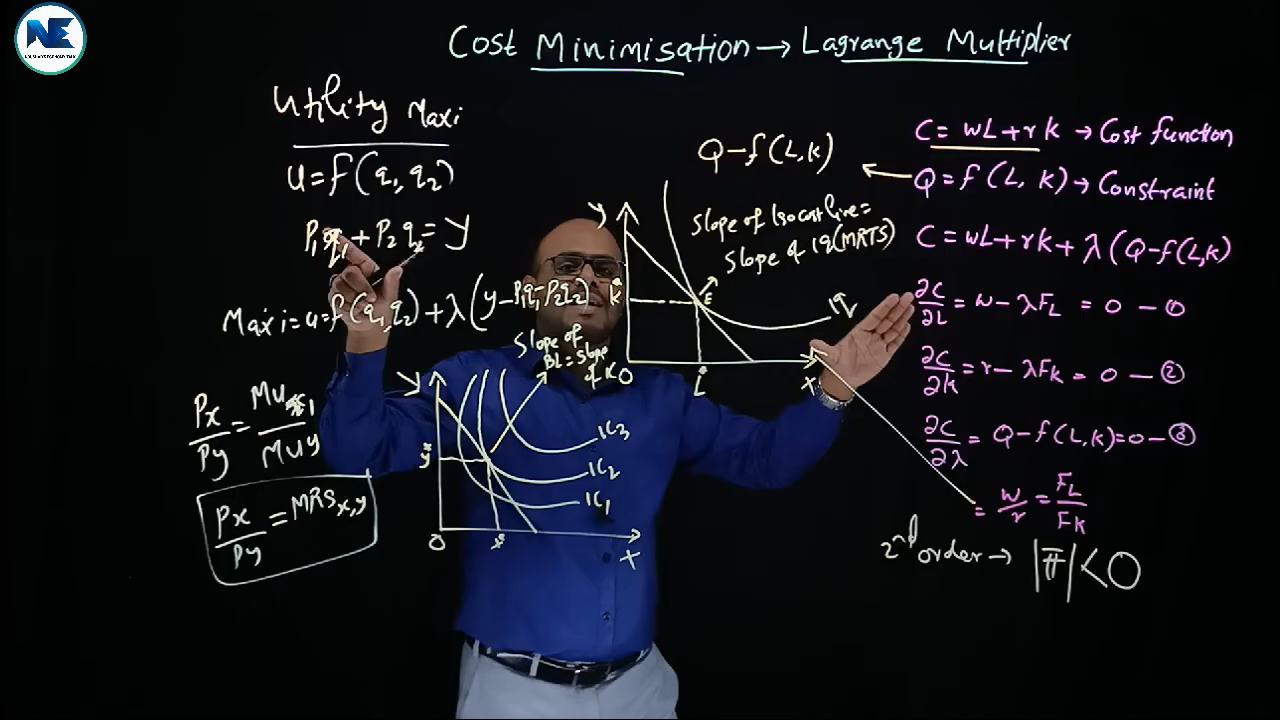 NE
Cost Minimisation → Lagrange Multiplier
Utility Maxi
u = f(q₁, q₂)
P₁q₁ + P₂q₂ = y
Maxi = u = f(q₁, q₂) + λ(y - P₁q₁ - P₂q₂)
Px/Py = MUx/MUy
Px/Py = MRSx,y
Slope of
BL = Slope
of IC
Y
y*
IC3
IC2
IC1
O
x*
X
Q - f(L, K)
Slope of Isocost line =
Slope of IQ (MRTS)
Y
K*
E
IQ
O
L*
X
C = wL + rK → Cost function
Q = f(L, K) → Constraint
C = wL + rK + λ(Q - f(L, K)
∂C/∂L = w - λFL = 0 - ①
∂C/∂K = r - λFK = 0 - ②
∂C/∂λ = Q - f(L, K) = 0 - ③
= w/r = FL/FK
2nd order → |H| < 0